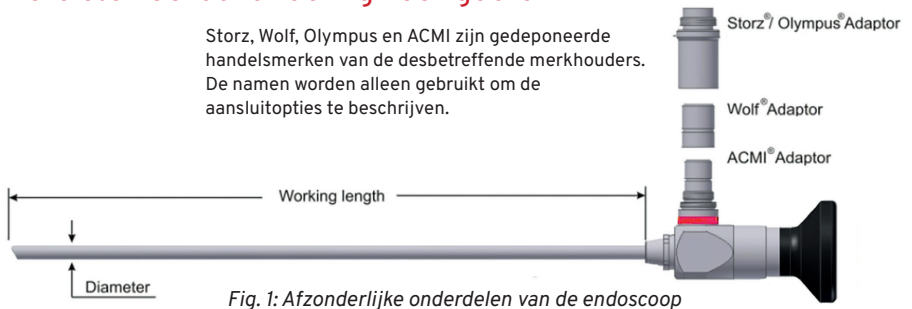 Storz, Wolf, Olympus en ACMI zijn gedeponeerde
handelsmerken van de desbetreffende merkhouders.
De namen worden alleen gebruikt om de
aansluitopties te beschrijven.
Storz®/ Olympus®Adaptor
Wolf®Adaptor
ACMI®Adaptor
Working length
Diameter
Fig. 1: Afzonderlijke onderdelen van de endoscoop